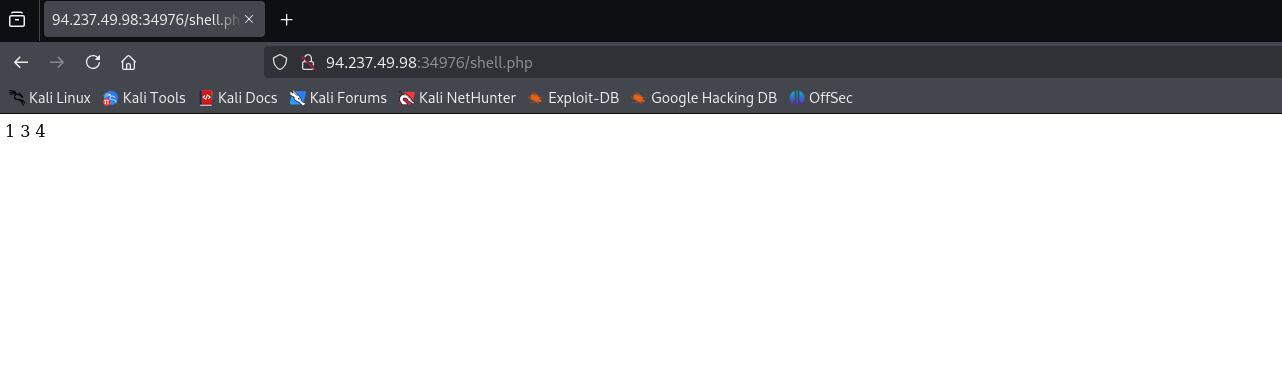 94.237.49.98:34976/shell.ph
94.237.49.98:34976/shell.php
Kali Linux Kali Tools Kali Docs Kali Forums Kali NetHunter Exploit-DB Google Hacking DB OffSec
1 3 4